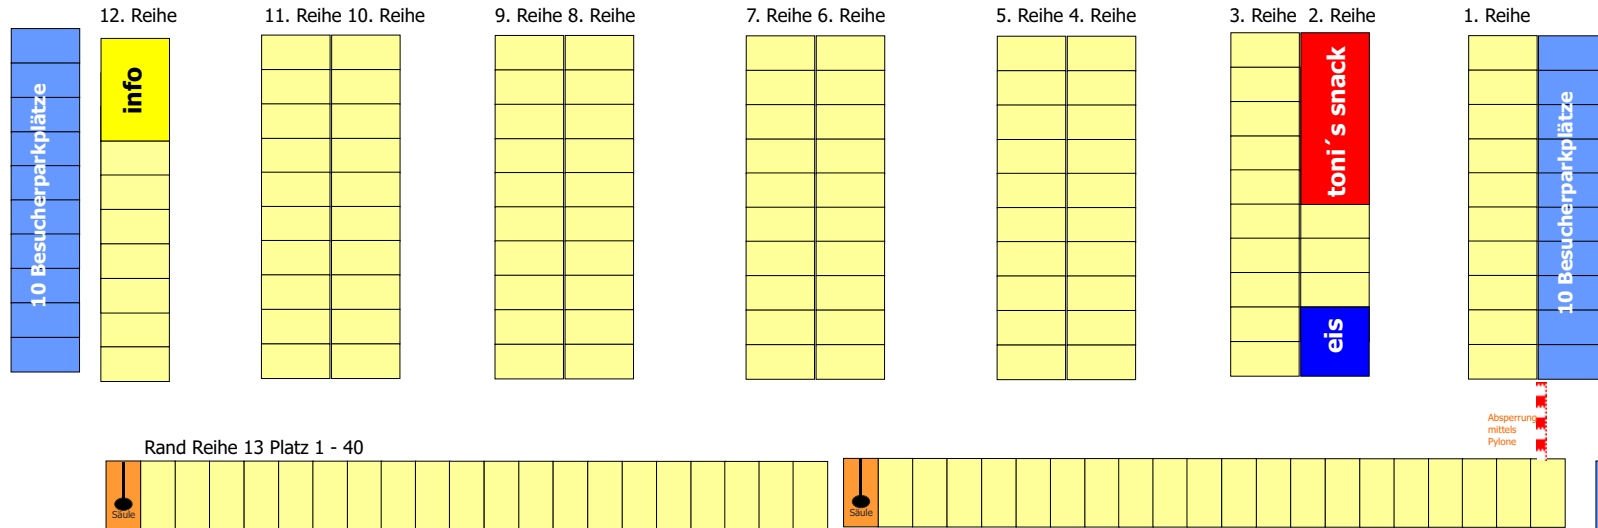 12. Reihe
11. Reihe 10. Reihe
9. Reihe 8. Reihe
7. Reihe 6. Reihe
5. Reihe 4. Reihe
3. Reihe 2. Reihe
1. Reihe
10 Besucherparkplätze
info
toni´s snack
eis
10 Besucherparkplätze
Absperrung
mittels
Pylone
Rand Reihe 13 Platz 1 - 40
Säule
Säule